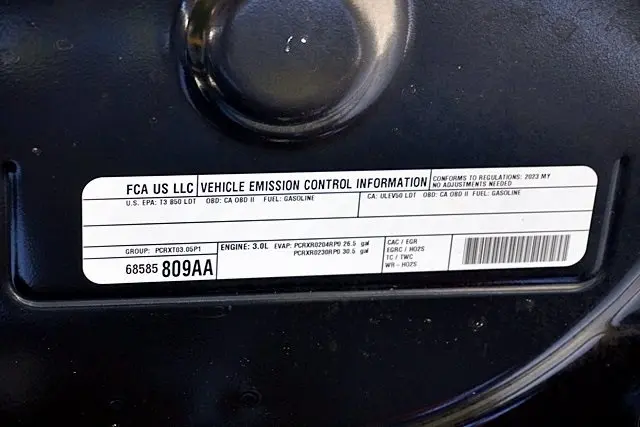 FCA US LLC VEHICLE EMISSION CONTROL INFORMATION CONFORMS TO REGULATIONS: 2023 MY
NO ADJUSTMENTS NEEDED
U.S. EPA: T3 B50 LDT OBD: CA OBD II FUEL: GASOLINE CA: ULEV50 LDT OBD: CA OBD II FUEL: GASOLINE
GROUP: PCRXT03.05P1
68585 809AA
ENGINE: 3.0L EVAP: PCRXR0204RP0 26.5 gal
PCRXR0230RP0 30.5 gal
CAC / EGR
EGRC / HO2S
TC / TWC
WR-HO2S